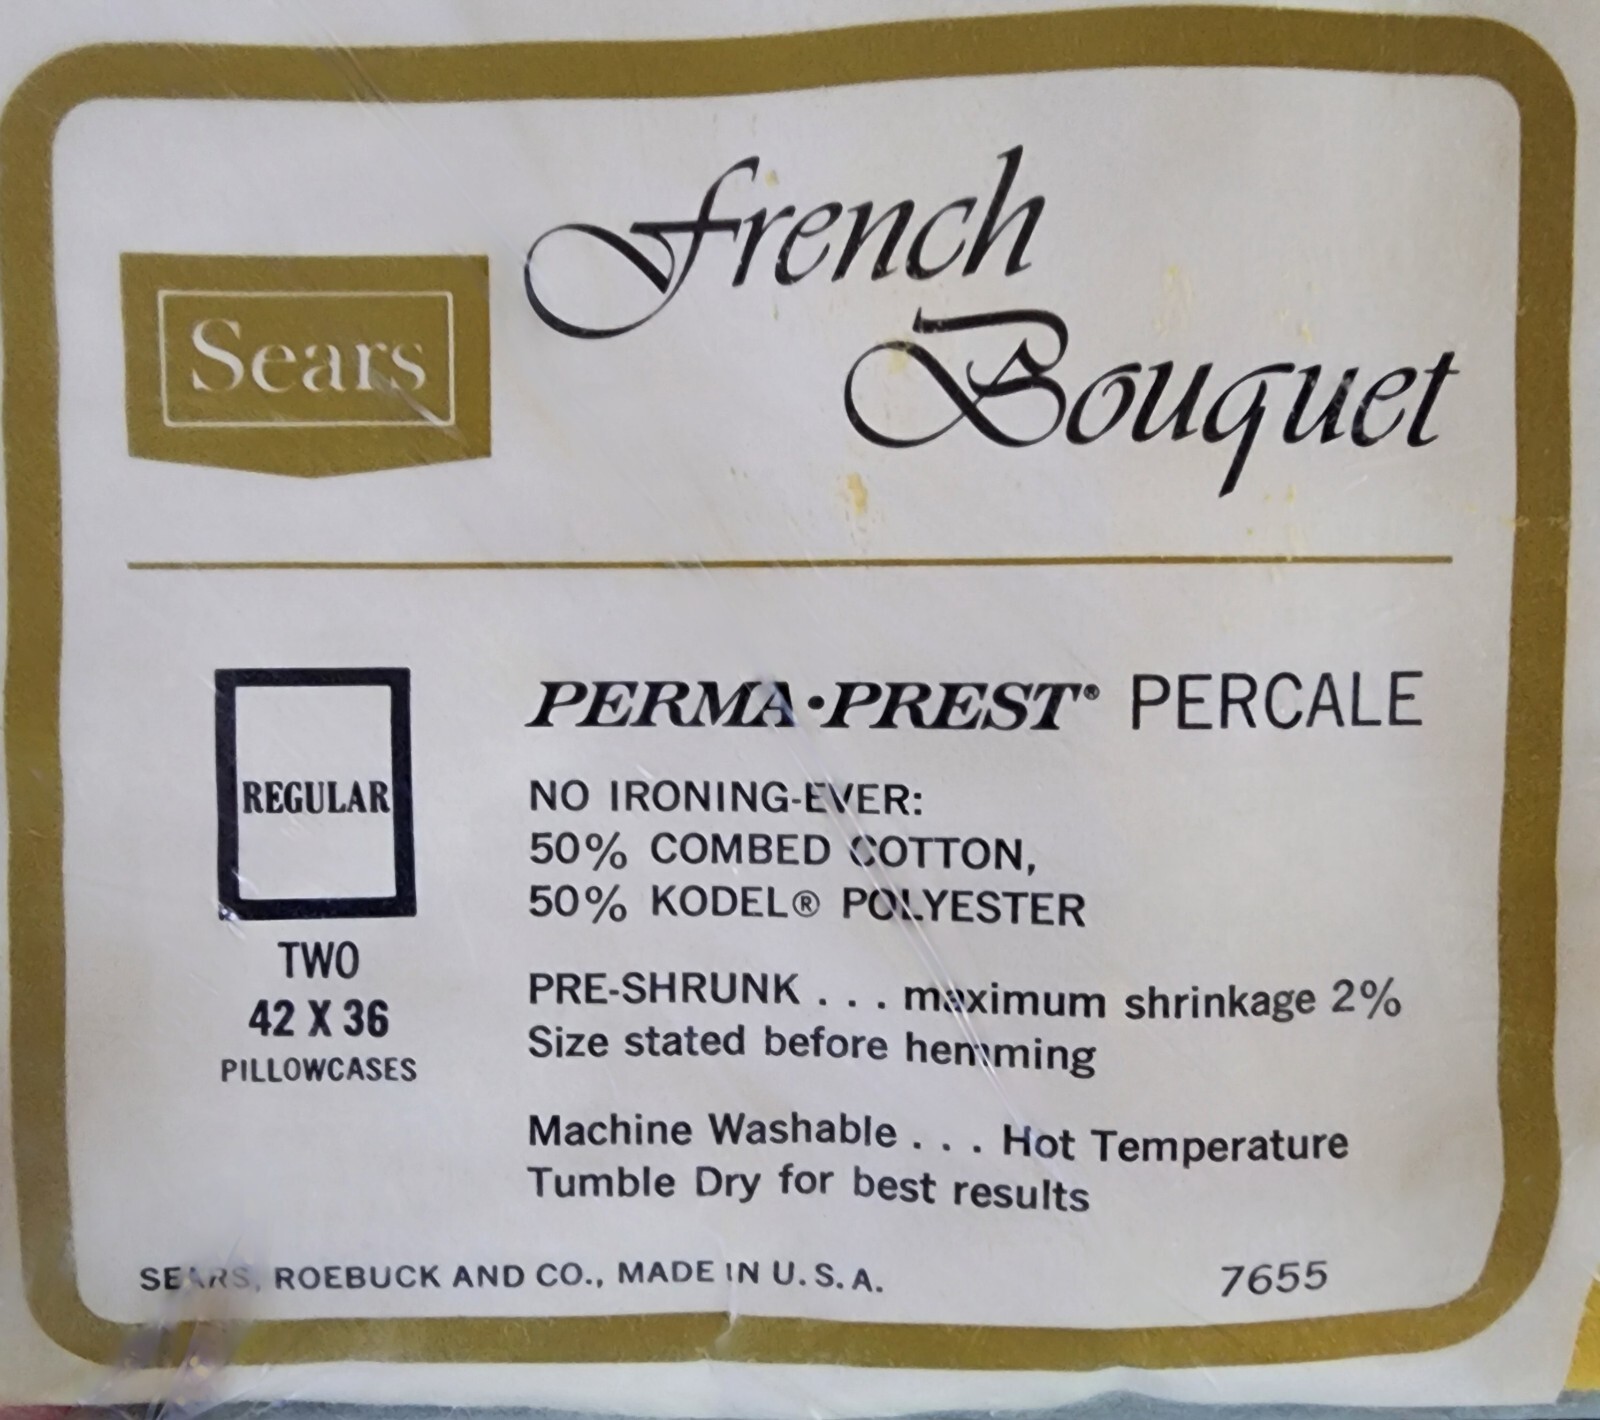 Sears
French
Bouquet
REGULAR
TWO
42 X 36
PILLOWCASES
PERMA·PREST® PERCALE
NO IRONING-EVER:
50% COMBED COTTON,
50% KODEL® POLYESTER
PRE-SHRUNK . . . maximum shrinkage 2%
Size stated before hemming
Machine Washable . . . Hot Temperature
Tumble Dry for best results
SEARS, ROEBUCK AND CO., MADE IN U.S.A.
7655